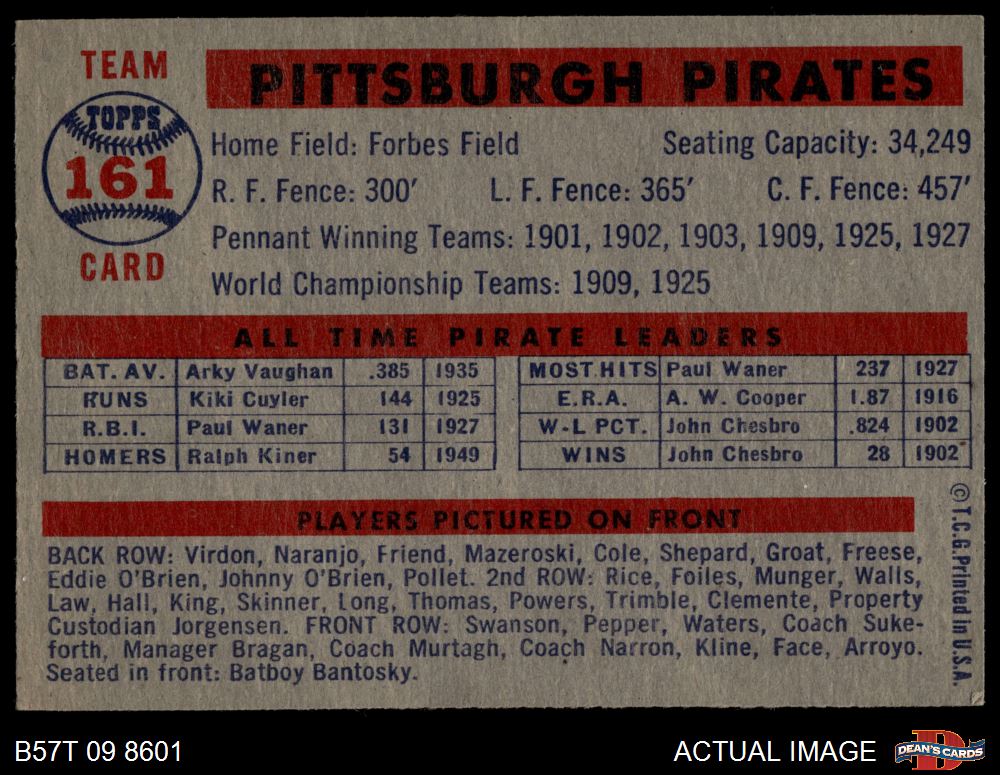 TEAM
TOPPS
161
CARD
PITTSBURGH PIRATES
Home Field: Forbes Field Seating Capacity: 34,249
R. F. Fence: 300′ L. F. Fence: 365′ C. F. Fence: 457′
Pennant Winning Teams: 1901, 1902, 1903, 1909, 1925, 1927
World Championship Teams: 1909, 1925
ALL TIME PIRATE LEADERS
BAT. AV. Arky Vaughan .385 1935 MOST HITS Paul Waner 237 1927
RUNS Kiki Cuyler 144 1925 E.R.A. A. W. Cooper 1.87 1916
R.B.I. Paul Waner 131 1927 W-L PCT. John Chesbro .824 1902
HOMERS Ralph Kiner 54 1949 WINS John Chesbro 28 1902
PLAYERS PICTURED ON FRONT
BACK ROW: Virdon, Naranjo, Friend, Mazeroski, Cole, Shepard, Groat, Freese,
Eddie O'Brien, Johnny O'Brien, Pollet. 2nd ROW: Rice, Foiles, Munger, Walls,
Law, Hall, King, Skinner, Long, Thomas, Powers, Trimble, Clemente, Property
Custodian Jorgensen. FRONT ROW: Swanson, Pepper, Waters, Coach Suke-
forth, Manager Bragan, Coach Murtagh, Coach Narron, Kline, Face, Arroyo.
Seated in front: Batboy Bantosky.
©T.C.G. Printed in U.S.A.
B57T 09 8601 ACTUAL IMAGE
D
DEAN'S CARDS